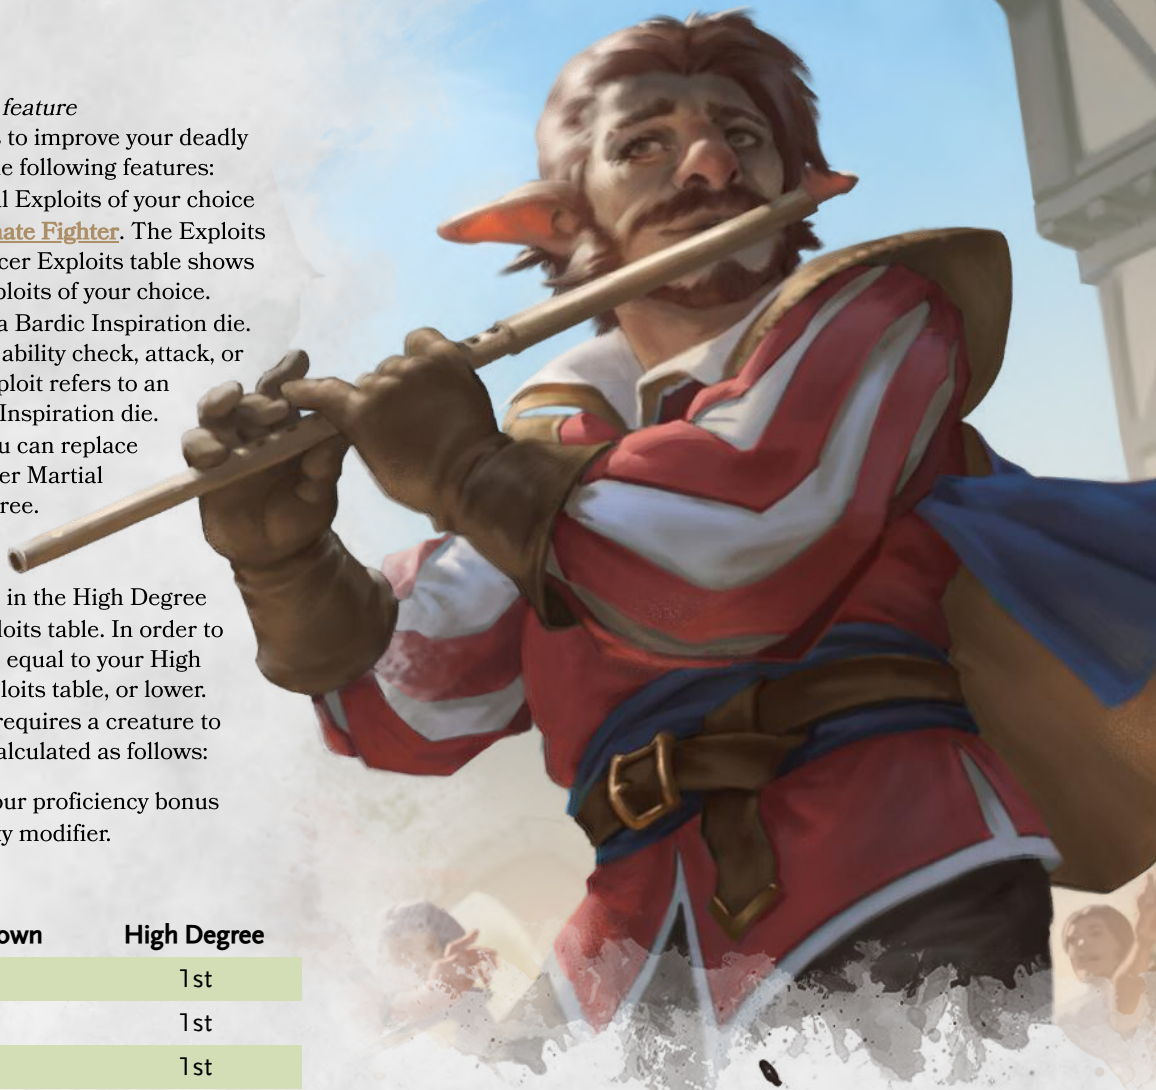 feature
to improve your deadly
e following features:
l Exploits of your choice
nate Fighter. The Exploits
cer Exploits table shows
ploits of your choice.
a Bardic Inspiration die.
ability check, attack, or
ploit refers to an
Inspiration die.
u can replace
er Martial
ree.
in the High Degree
loits table. In order to
equal to your High
loits table, or lower.
requires a creature to
alculated as follows:
our proficiency bonus
ty modifier.
own High Degree
1st
1st
1st